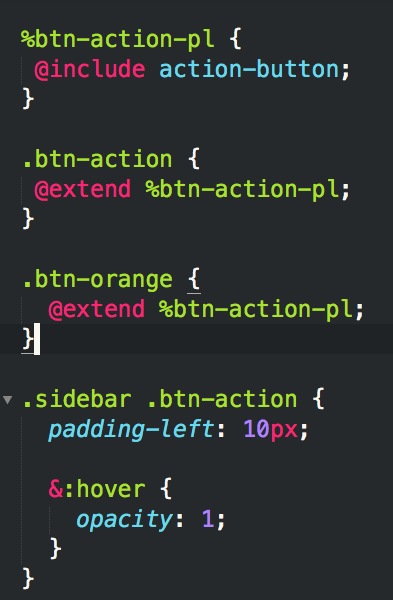 %btn-action-pl {
 @include action-button;
}

.btn-action {
 @extend %btn-action-pl;
}

.btn-orange {
  @extend %btn-action-pl;
}

.sidebar .btn-action {
  padding-left: 10px;

  &:hover {
    opacity: 1;
  }
}